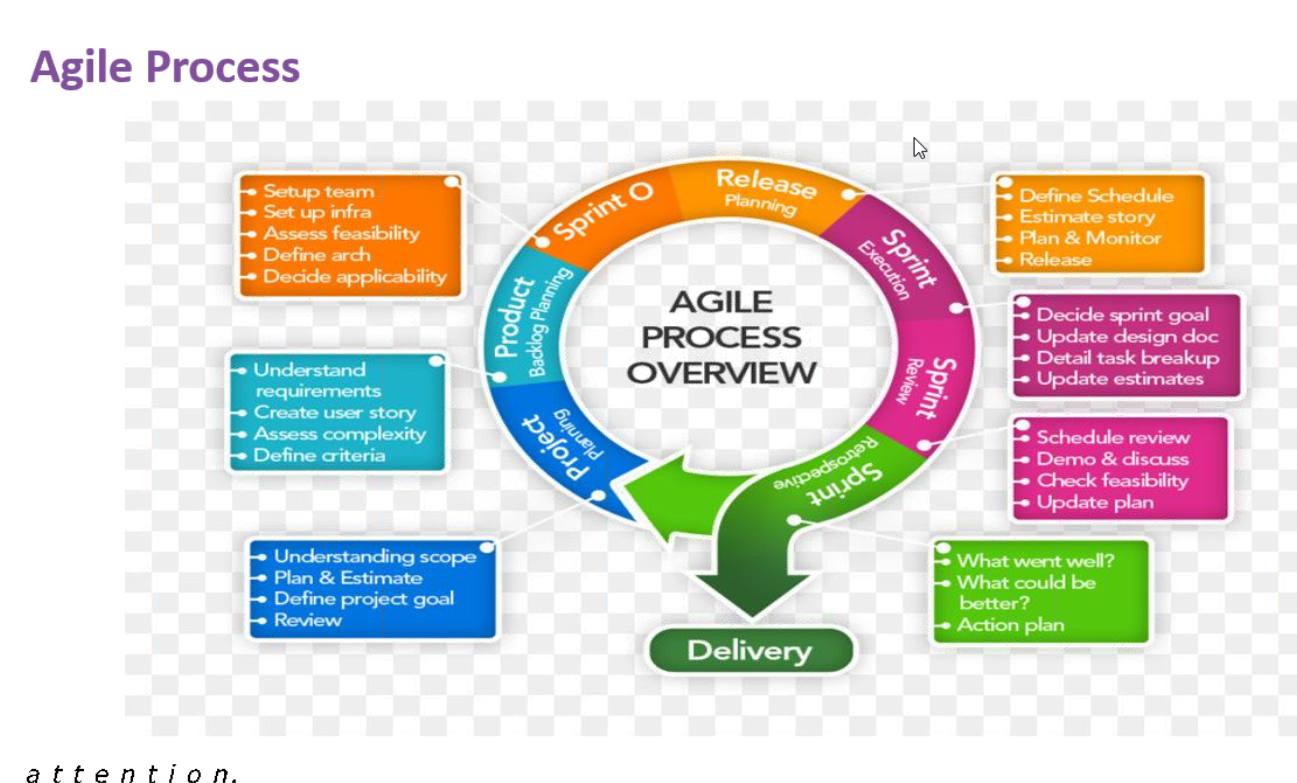 Agile Process
Setup team
Set up infra
Assess feasibility
Define arch
Decide applicability
Understand
requirements
Create user story
Assess complexity
Define criteria
Understanding scope
Plan & Estimate
Define project goal
Review
Sprint O
Release
Planning
Sprint
Execution
Sprint
Review
Sprint
Retrospective
Project
Planning
Product
Backlog Planning
AGILE
PROCESS
OVERVIEW
Delivery
Define Schedule
Estimate story
Plan & Monitor
Release
Decide sprint goal
Update design doc
Detail task breakup
Update estimates
Schedule review
Demo & discuss
Check feasibility
Update plan
What went well?
What could be
better?
Action plan
attention.